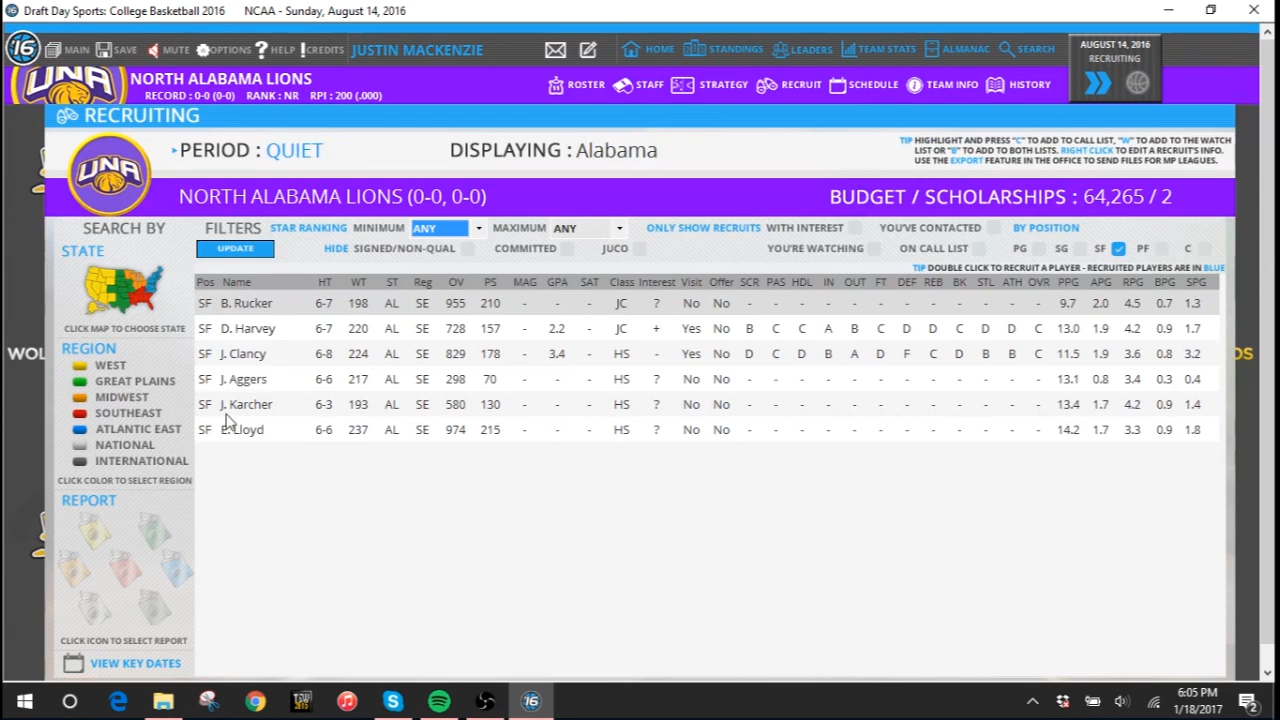 Draft Day Sports: College Basketball 2016 NCAA - Sunday, August 14, 2016
16 MAIN SAVE MUTE OPTIONS HELP CREDITS JUSTIN MACKENZIE HOME STANDINGS LEADERS TEAM STATS ALMANAC SEARCH
AUGUST 14, 2016
RECRUITING
UNA NORTH ALABAMA LIONS
RECORD : 0-0 (0-0) RANK : NR RPI : 200 (.000)
ROSTER STAFF STRATEGY RECRUIT SCHEDULE TEAM INFO HISTORY
RECRUITING
PERIOD : QUIET DISPLAYING : Alabama
TIP HIGHLIGHT AND PRESS "C" TO ADD TO CALL LIST, "W" TO ADD TO THE WATCH
LIST OR "B" TO ADD TO BOTH LISTS. RIGHT CLICK TO EDIT A RECRUIT'S INFO.
USE THE EXPORT FEATURE IN THE OFFICE TO SEND FILES FOR MP LEAGUES.
UNA
NORTH ALABAMA LIONS (0-0, 0-0) BUDGET / SCHOLARSHIPS : 64,265 / 2
SEARCH BY FILTERS STAR RANKING MINIMUM ANY MAXIMUM ANY ONLY SHOW RECRUITS WITH INTEREST YOU'VE CONTACTED BY POSITION
STATE UPDATE HIDE SIGNED/NON-QUAL COMMITTED JUCO YOU'RE WATCHING ON CALL LIST PG SG SF PF C
TIP DOUBLE CLICK TO RECRUIT A PLAYER - RECRUITED PLAYERS ARE IN BLUE
Pos Name HT WT ST Reg OV PS MAG GPA SAT Class Interest Visit Offer SCR PAS HDL IN OUT FT DEF REB BK STL ATH OVR PPG APG RPG BPG SPG
SF B. Rucker 6-7 198 AL SE 955 210 - - - JC ? No No - - - - - - - - - - - - 9.7 2.0 4.5 0.7 1.3
SF D. Harvey 6-7 220 AL SE 728 157 - 2.2 - JC + Yes No B C C A B C D D C D D C 13.0 1.9 4.2 0.9 1.7
SF J. Clancy 6-8 224 AL SE 829 178 - 3.4 - HS - Yes No D C D B A D F C D B B C 11.5 1.9 3.6 0.8 3.2
SF J. Aggers 6-6 217 AL SE 298 70 - - - HS ? No No - - - - - - - - - - - - 13.1 0.8 3.4 0.3 0.4
SF J. Karcher 6-3 193 AL SE 580 130 - - - HS ? No No - - - - - - - - - - - - 13.4 1.7 4.2 0.9 1.4
SF E. Lloyd 6-6 237 AL SE 974 215 - - - HS ? No No - - - - - - - - - - - - 14.2 1.7 3.3 0.9 1.8
CLICK MAP TO CHOOSE STATE
REGION
WEST
GREAT PLAINS
MIDWEST
SOUTHEAST
ATLANTIC EAST
NATIONAL
INTERNATIONAL
CLICK COLOR TO SELECT REGION
REPORT
CLICK ICON TO SELECT REPORT
VIEW KEY DATES
WOL
DS
6:05 PM
1/18/2017
2